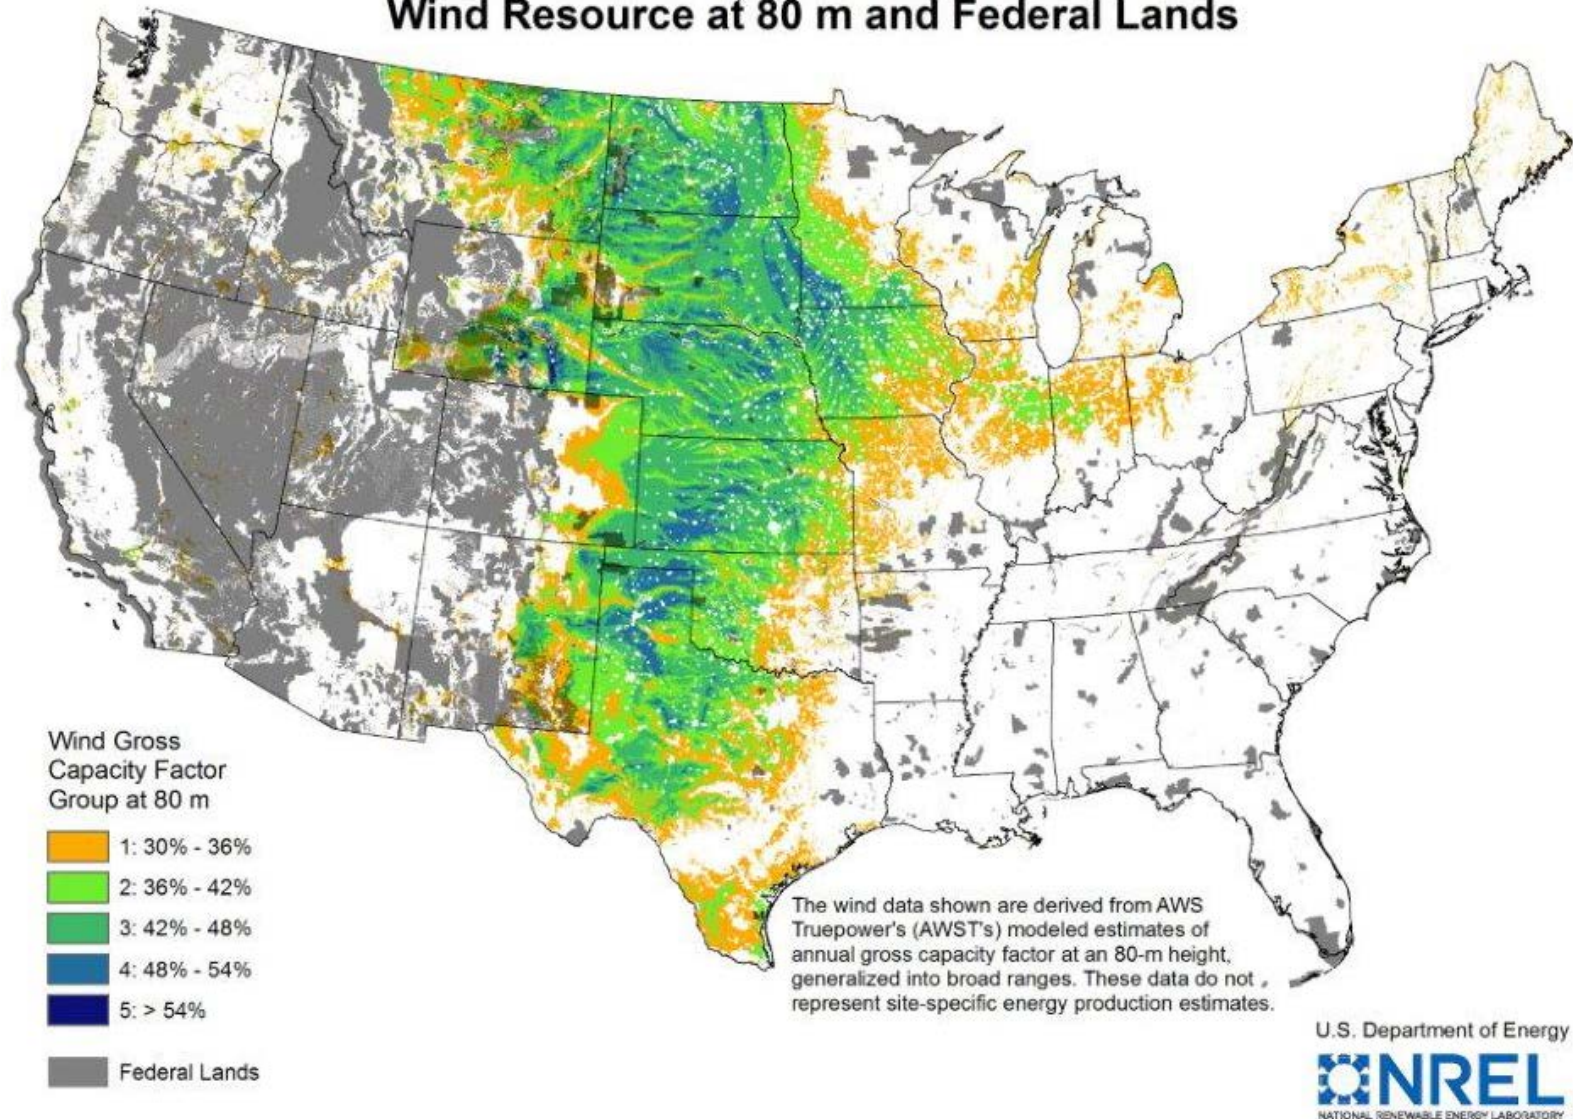 Wind Resource at 80 m and Federal Lands
Wind Gross
Capacity Factor
Group at 80 m
1: 30% - 36%
2: 36% - 42%
3: 42% - 48%
4: 48% - 54%
5: > 54%
Federal Lands
The wind data shown are derived from AWS
Truepower's (AWST's) modeled estimates of
annual gross capacity factor at an 80-m height,
generalized into broad ranges. These data do not
represent site-specific energy production estimates.
U.S. Department of Energy
NREL
NATIONAL RENEWABLE ENERGY LABORATORY